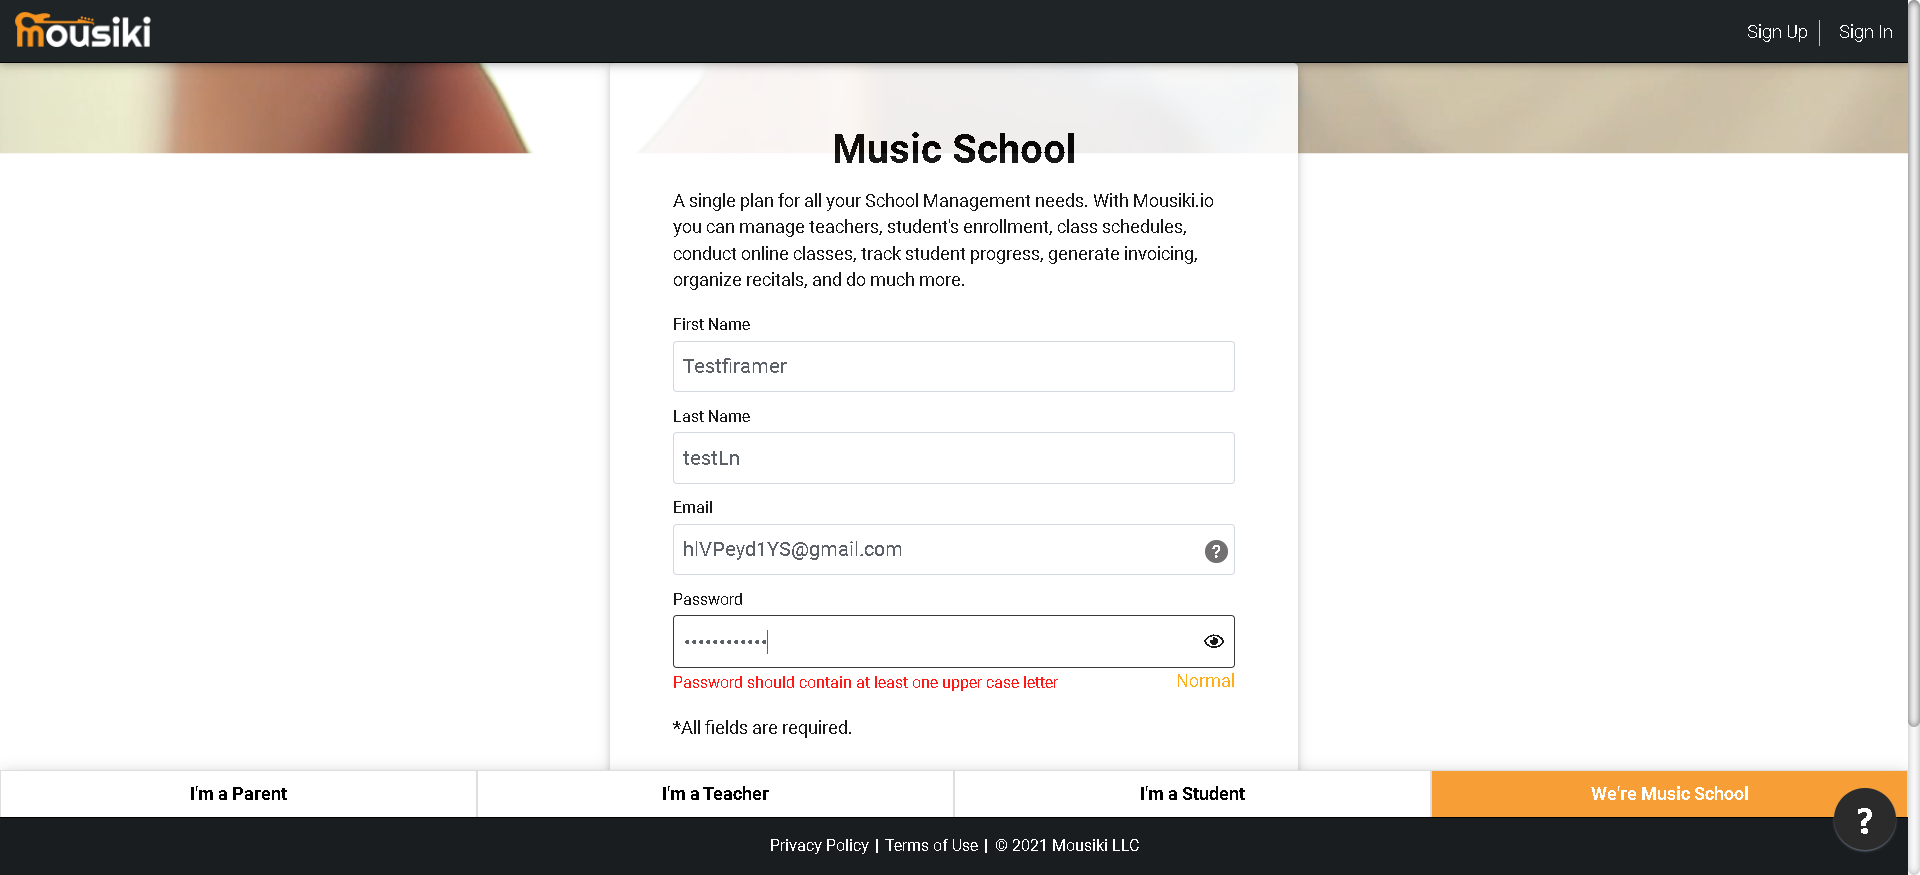 mousiki
Sign Up
Sign In
Music School
A single plan for all your School Management needs. With Mousiki.io
you can manage teachers, student's enrollment, class schedules,
conduct online classes, track student progress, generate invoicing,
organize recitals, and do much more.
First Name
Testfiramer
Last Name
testLn
Email
hlVPeyd1YS@gmail.com
?
Password
••••••••••••
Password should contain at least one upper case letter
Normal
*All fields are required.
I'm a Parent
I'm a Teacher
I'm a Student
We're Music School
?
Privacy Policy | Terms of Use | © 2021 Mousiki LLC